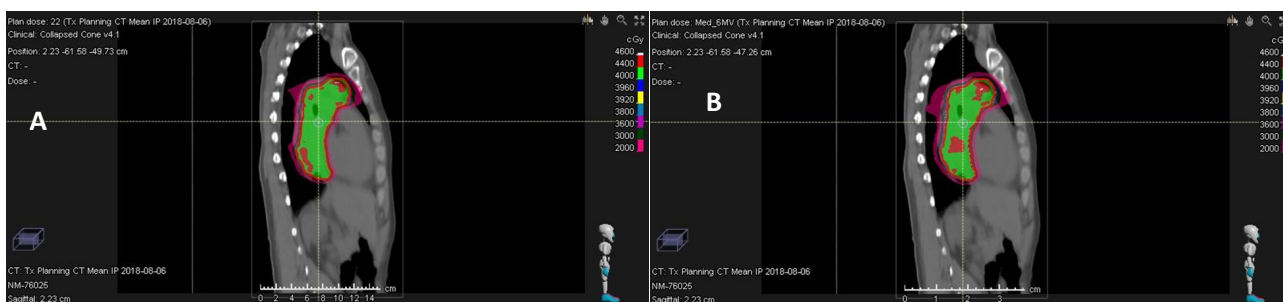 Plan dose: 22 (Tx Planning CT Mean IP 2018-08-06)
Clinical: Collapsed Cone v4.1
Position: 2.23 -61.58 -49.73 cm
CT: -
Dose: -
cGy
4600
4400
4000
3960
3920
3800
3600
3000
2000
A
CT: Tx Planning CT Mean IP 2018-08-06
NM-76025
Sagittal: 2.23 cm
0 2 4 6 8 10 12 14 cm
Plan dose: Med_6MV (Tx Planning CT Mean IP 2018-08-06)
Clinical: Collapsed Cone v4.1
Position: 2.23 -61.58 -47.26 cm
CT: -
Dose: -
cG
4600
4400
4000
3960
3920
3800
3600
3000
2000
B
CT: Tx Planning CT Mean IP 2018-08-06
NM-76025
Sagittal: 2.23 cm
0 1 2 3 cm